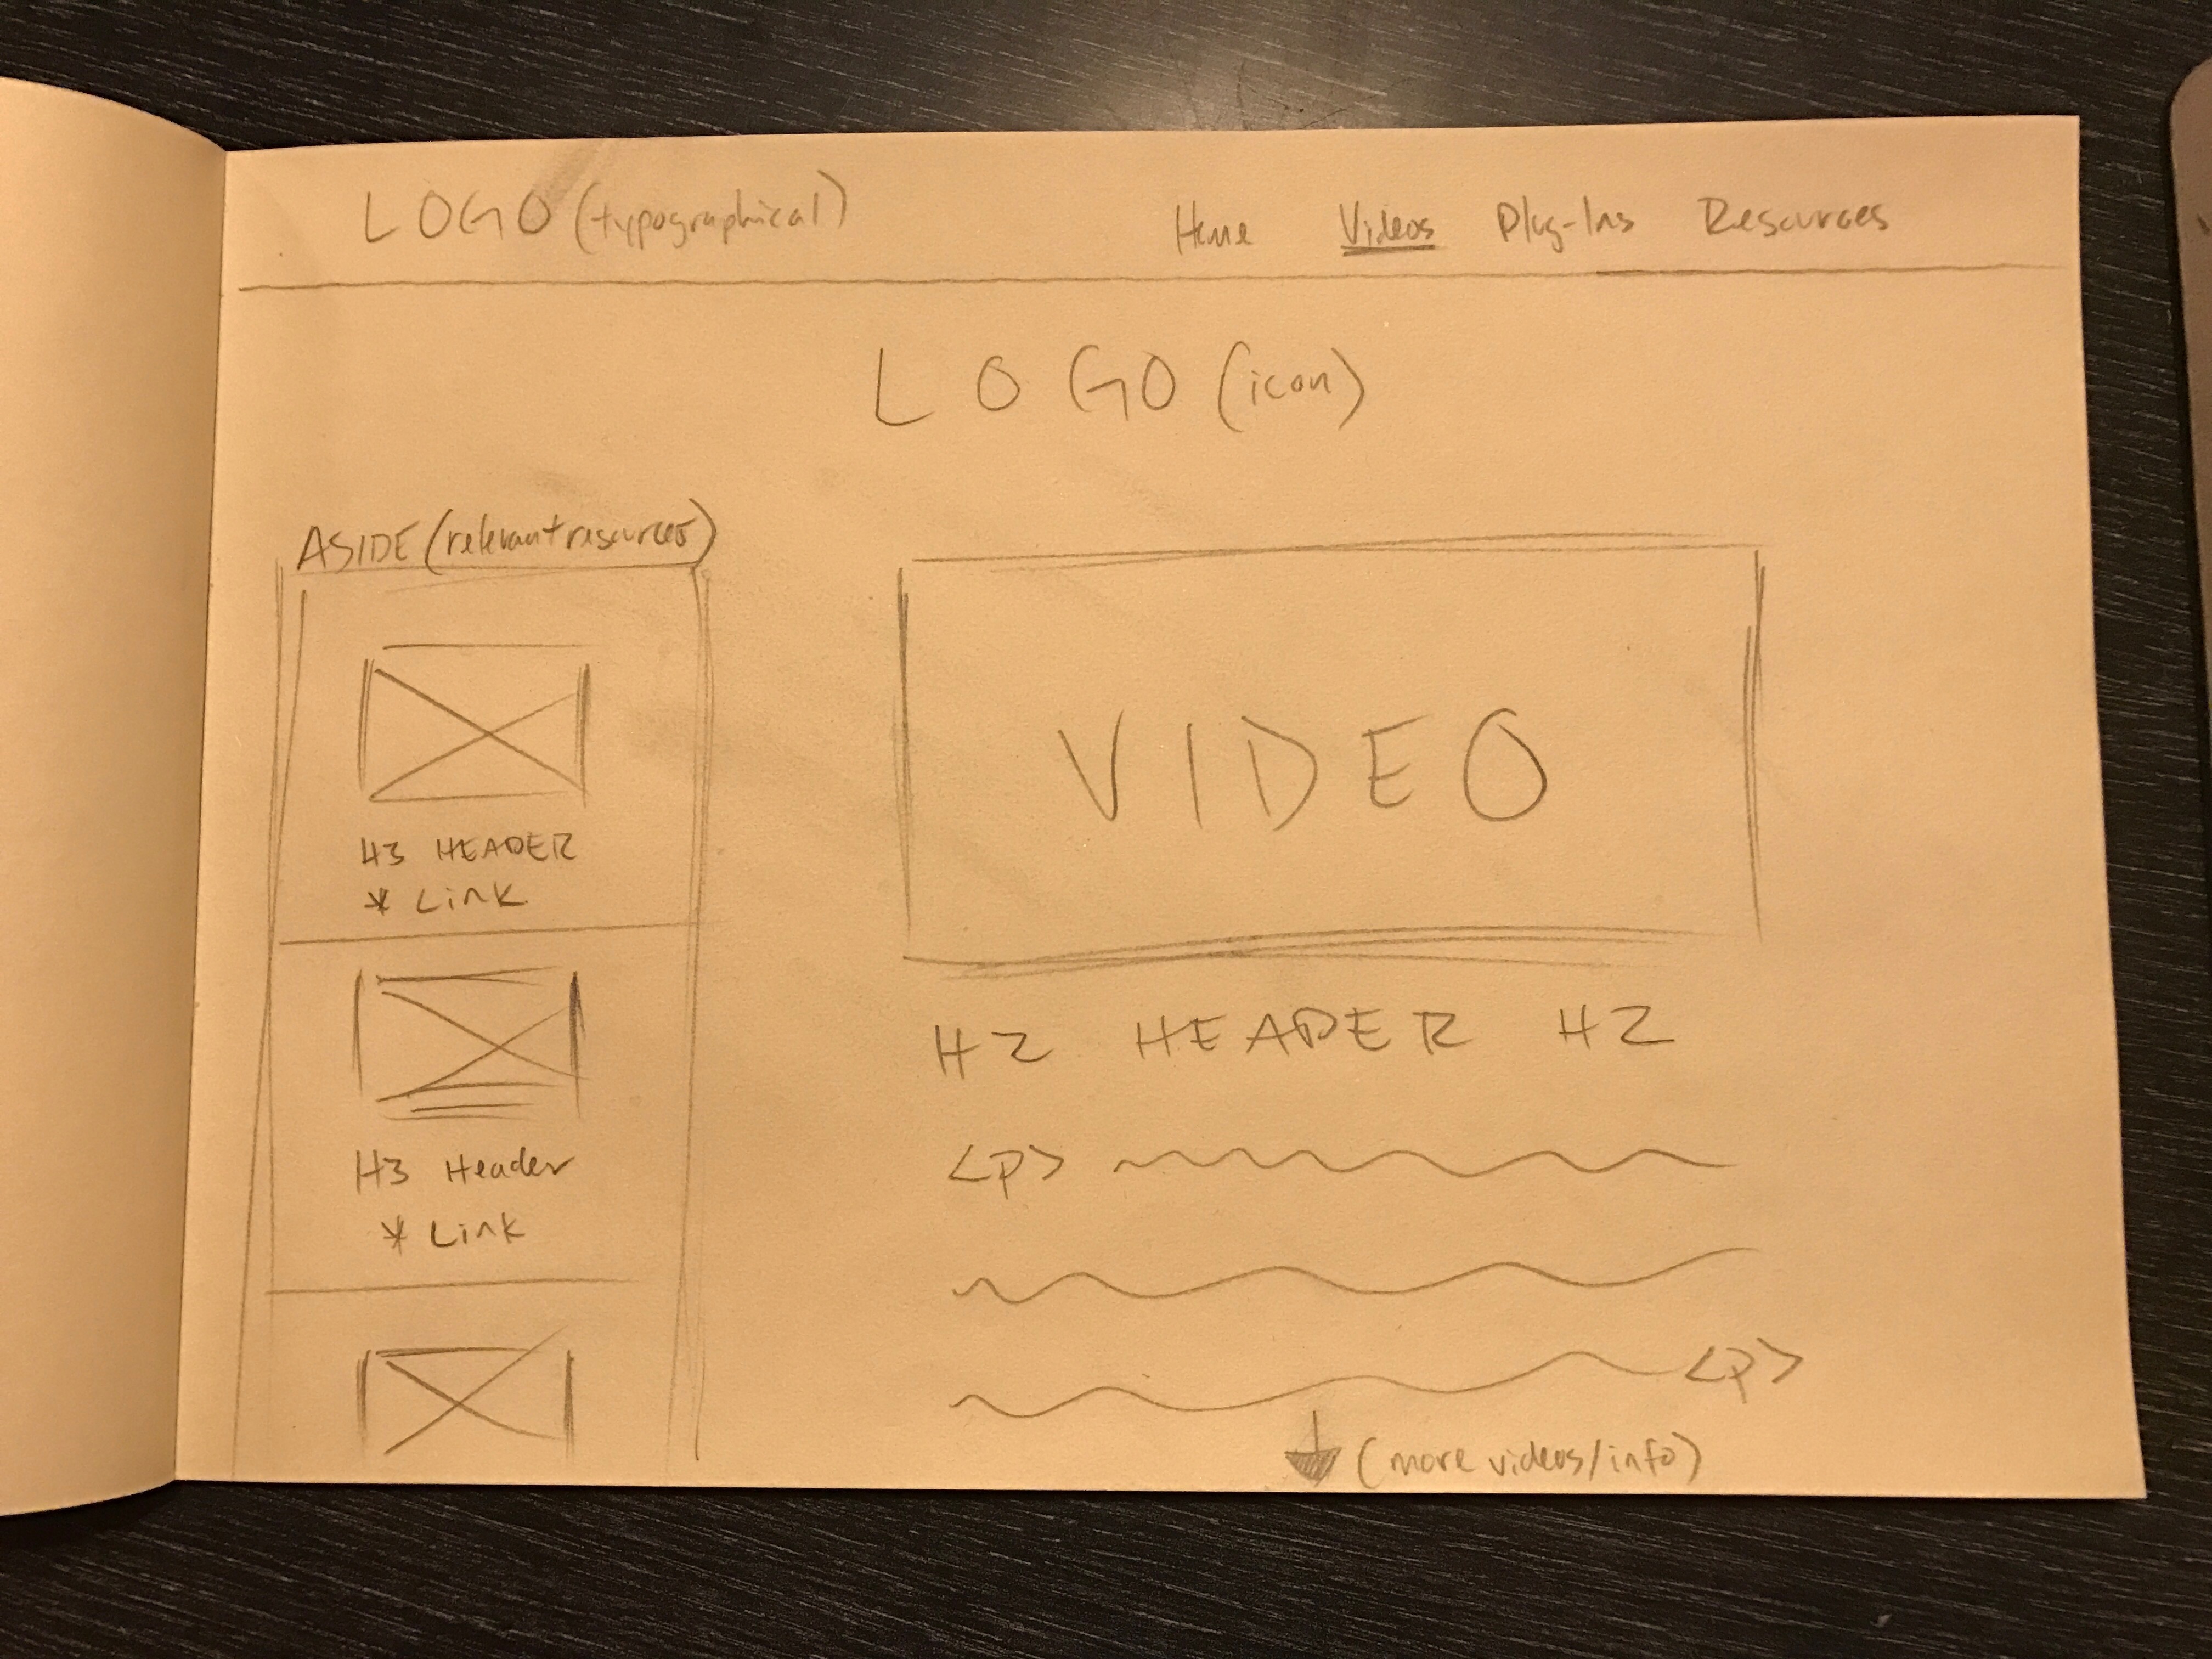 LOGO (typographical) Home Videos Plug-Ins Resources
LOGO (icon)
ASIDE (relevant resources)
H3 HEADER
* Link
H3 Header
* Link
VIDEO
H2 HEADER H2
<p>
<p>
(more videos/info)